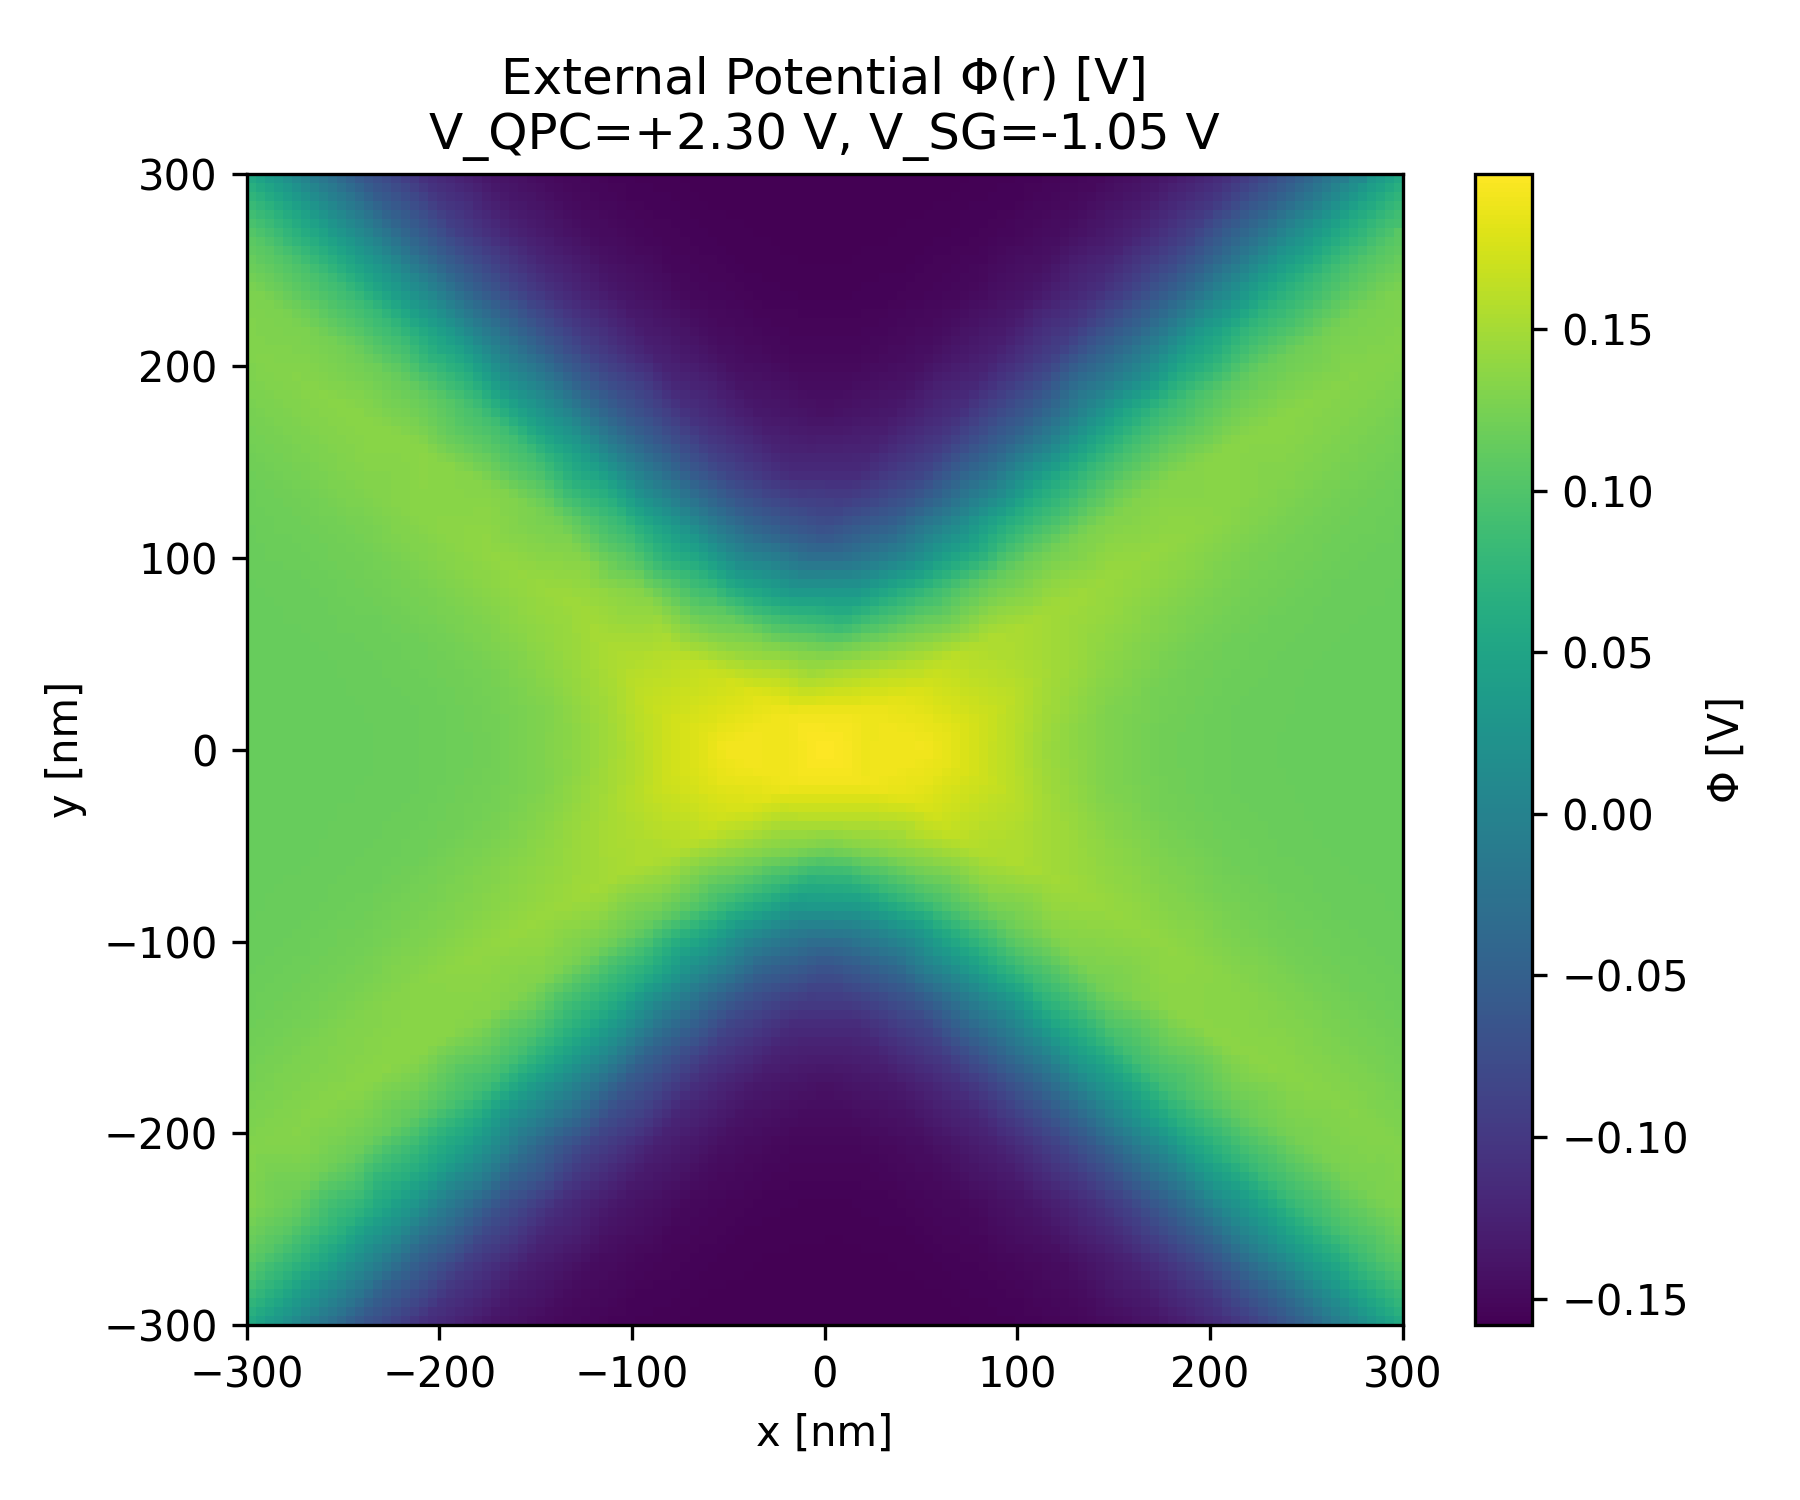 External Potential Φ(r) [V]
V_QPC=+2.30 V, V_SG=-1.05 V
300
200
100
0
−100
−200
−300
y [nm]
−300 −200 −100 0 100 200 300
x [nm]
0.15
0.10
0.05
0.00
−0.05
−0.10
−0.15
Φ [V]